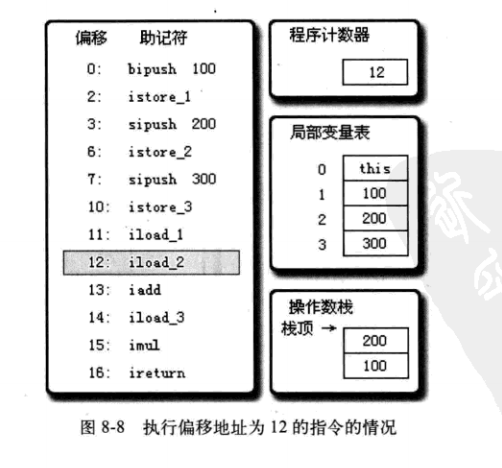 偏移 助记符
0: bipush 100
2: istore_1
3: sipush 200
6: istore_2
7: sipush 300
10: istore_3
11: iload_1
12: iload_2
13: iadd
14: iload_3
15: imul
16: ireturn
程序计数器
12
局部变量表
0 this
1 100
2 200
3 300
操作数栈
栈顶 →
200
100
图 8-8 执行偏移地址为 12 的指令的情况